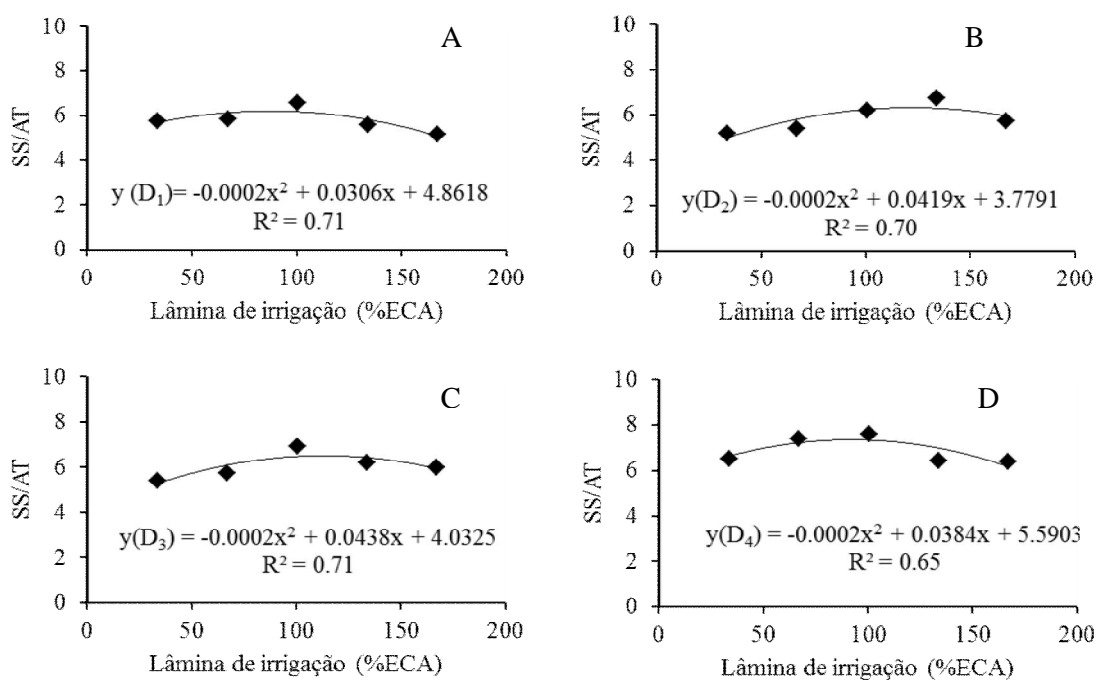 A
10
8
6
4
2
0
SS/AT
y (D₁)= -0.0002x² + 0.0306x + 4.8618
R² = 0.71
0 50 100 150 200
Lâmina de irrigação (%ECA)
B
10
8
6
4
2
0
SS/AT
y(D₂) = -0.0002x² + 0.0419x + 3.7791
R² = 0.70
0 50 100 150 200
Lâmina de irrigação (%ECA)
C
10
8
6
4
2
0
SS/AT
y(D₃) = -0.0002x² + 0.0438x + 4.0325
R² = 0.71
0 50 100 150 200
Lâmina de irrigação (%ECA)
D
10
8
6
4
2
0
SS/AT
y(D₄) = -0.0002x² + 0.0384x + 5.5903
R² = 0.65
0 50 100 150 200
Lâmina de irrigação (%ECA)